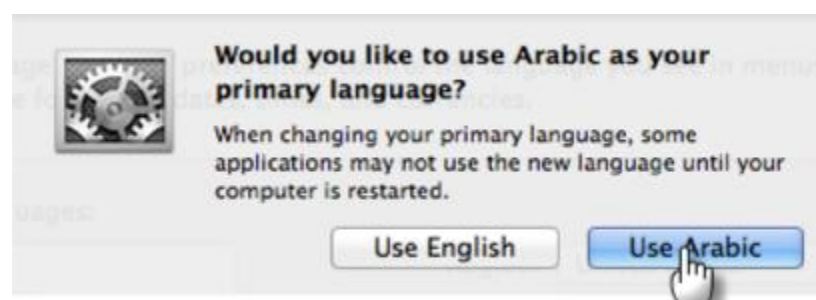 Would you like to use Arabic as your
primary language?
When changing your primary language, some
applications may not use the new language until your
computer is restarted.
Use English
Use Arabic